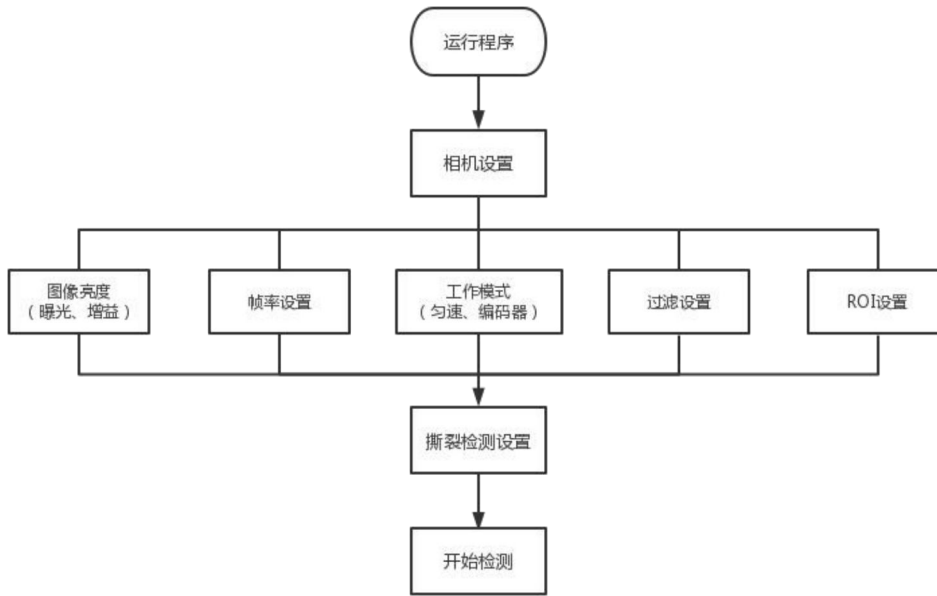 运行程序
相机设置
图像亮度
（曝光、增益）
帧率设置
工作模式
（匀速、编码器）
过滤设置
ROI设置
撕裂检测设置
开始检测